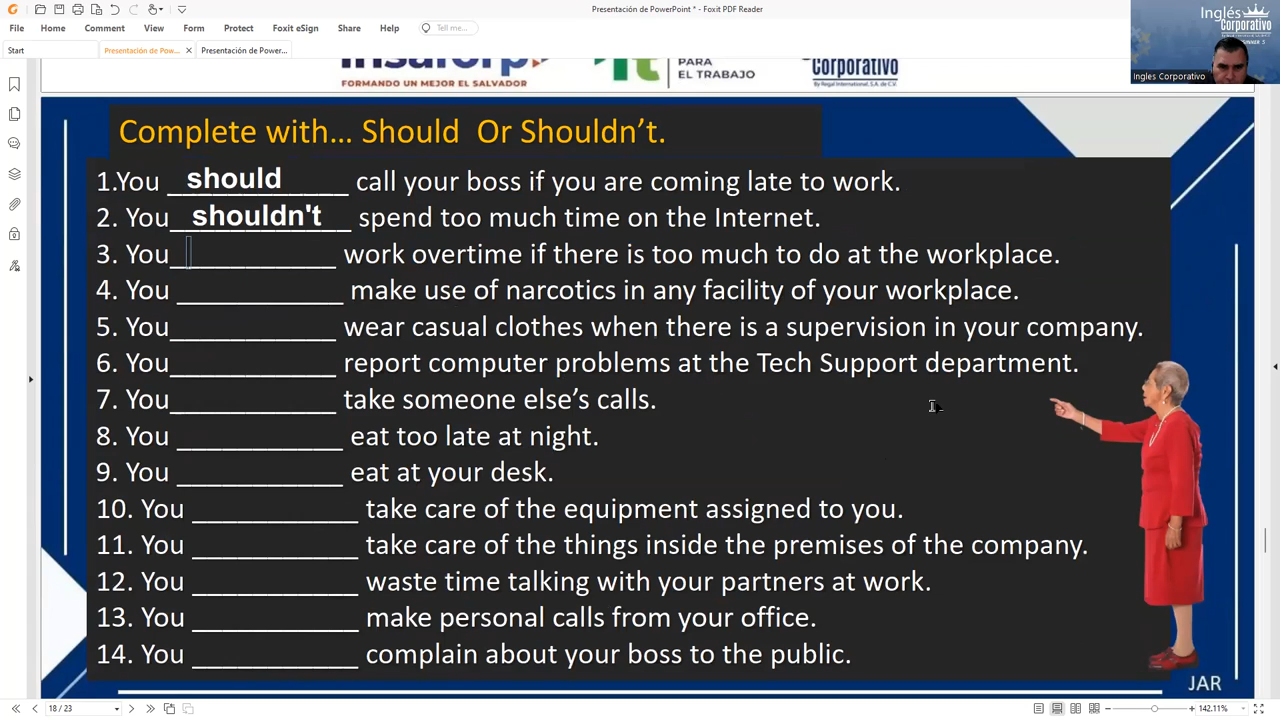 Presentación de PowerPoint * - Foxit PDF Reader
File Home Comment View Form Protect Foxit eSign Share Help Tell me...
Start Presentación de Pow... Presentación de Power...
Inglés
Corporativo
Ingles Corporativo
FORMANDO UN MEJOR EL SALVADOR
PARA
EL TRABAJO
CORPORATIVO
By Regal International, S.A. de C.V.
Complete with... Should Or Shouldn't.
1.You should call your boss if you are coming late to work.
2. You shouldn't spend too much time on the Internet.
3. You____________ work overtime if there is too much to do at the workplace.
4. You ____________ make use of narcotics in any facility of your workplace.
5. You____________ wear casual clothes when there is a supervision in your company.
6. You____________ report computer problems at the Tech Support department.
7. You____________ take someone else's calls.
8. You ____________ eat too late at night.
9. You ____________ eat at your desk.
10. You ____________ take care of the equipment assigned to you.
11. You ____________ take care of the things inside the premises of the company.
12. You ____________ waste time talking with your partners at work.
13. You ____________ make personal calls from your office.
14. You ____________ complain about your boss to the public.
JAR
18 / 23
142.11%